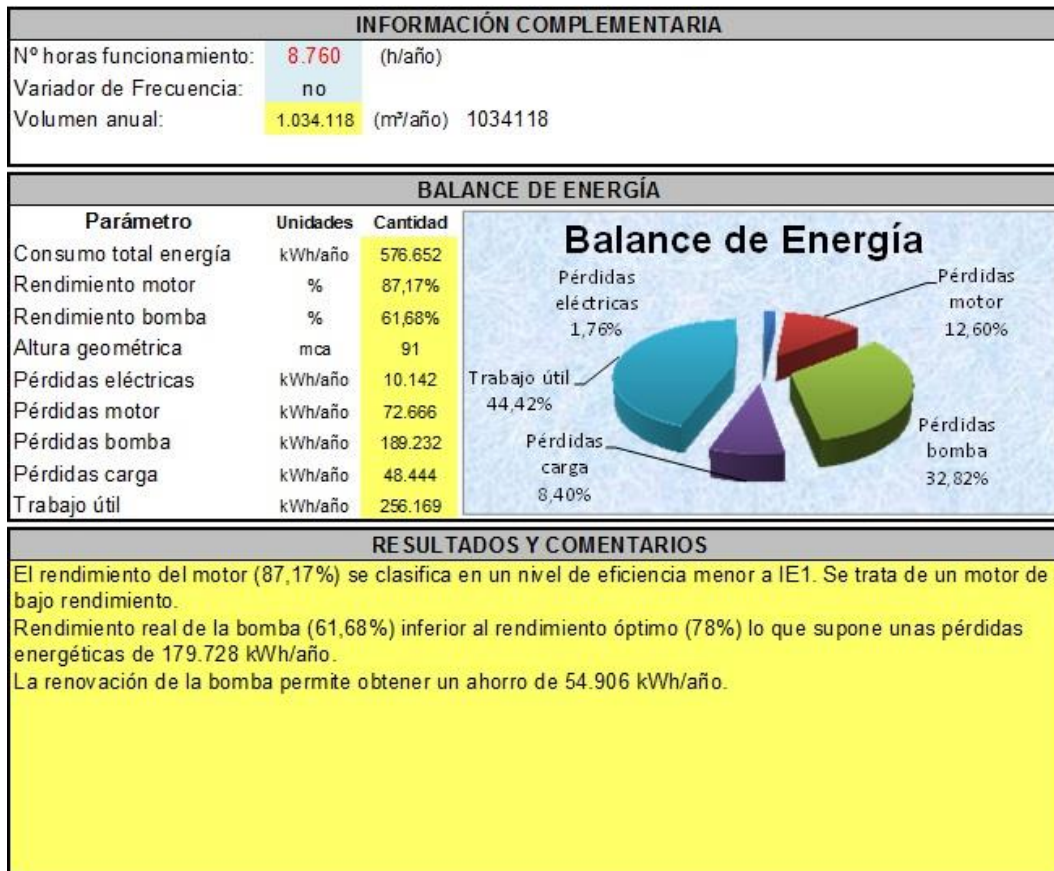 INFORMACIÓN COMPLEMENTARIA
Nº horas funcionamiento: 8.760 (h/año)
Variador de Frecuencia: no
Volumen anual: 1.034.118 (m³/año) 1034118
BALANCE DE ENERGÍA
Parámetro Unidades Cantidad
Consumo total energía kWh/año 576.652
Rendimiento motor % 87,17%
Rendimiento bomba % 61,68%
Altura geométrica mca 91
Pérdidas eléctricas kWh/año 10.142
Pérdidas motor kWh/año 72.666
Pérdidas bomba kWh/año 189.232
Pérdidas carga kWh/año 48.444
Trabajo útil kWh/año 256.169
Balance de Energía
Pérdidas
eléctricas
1,76%
Pérdidas
motor
12,60%
Trabajo útil
44,42%
Pérdidas
bomba
32,82%
Pérdidas
carga
8,40%
RESULTADOS Y COMENTARIOS
El rendimiento del motor (87,17%) se clasifica en un nivel de eficiencia menor a IE1. Se trata de un motor de
bajo rendimiento.
Rendimiento real de la bomba (61,68%) inferior al rendimiento óptimo (78%) lo que supone unas pérdidas
energéticas de 179.728 kWh/año.
La renovación de la bomba permite obtener un ahorro de 54.906 kWh/año.